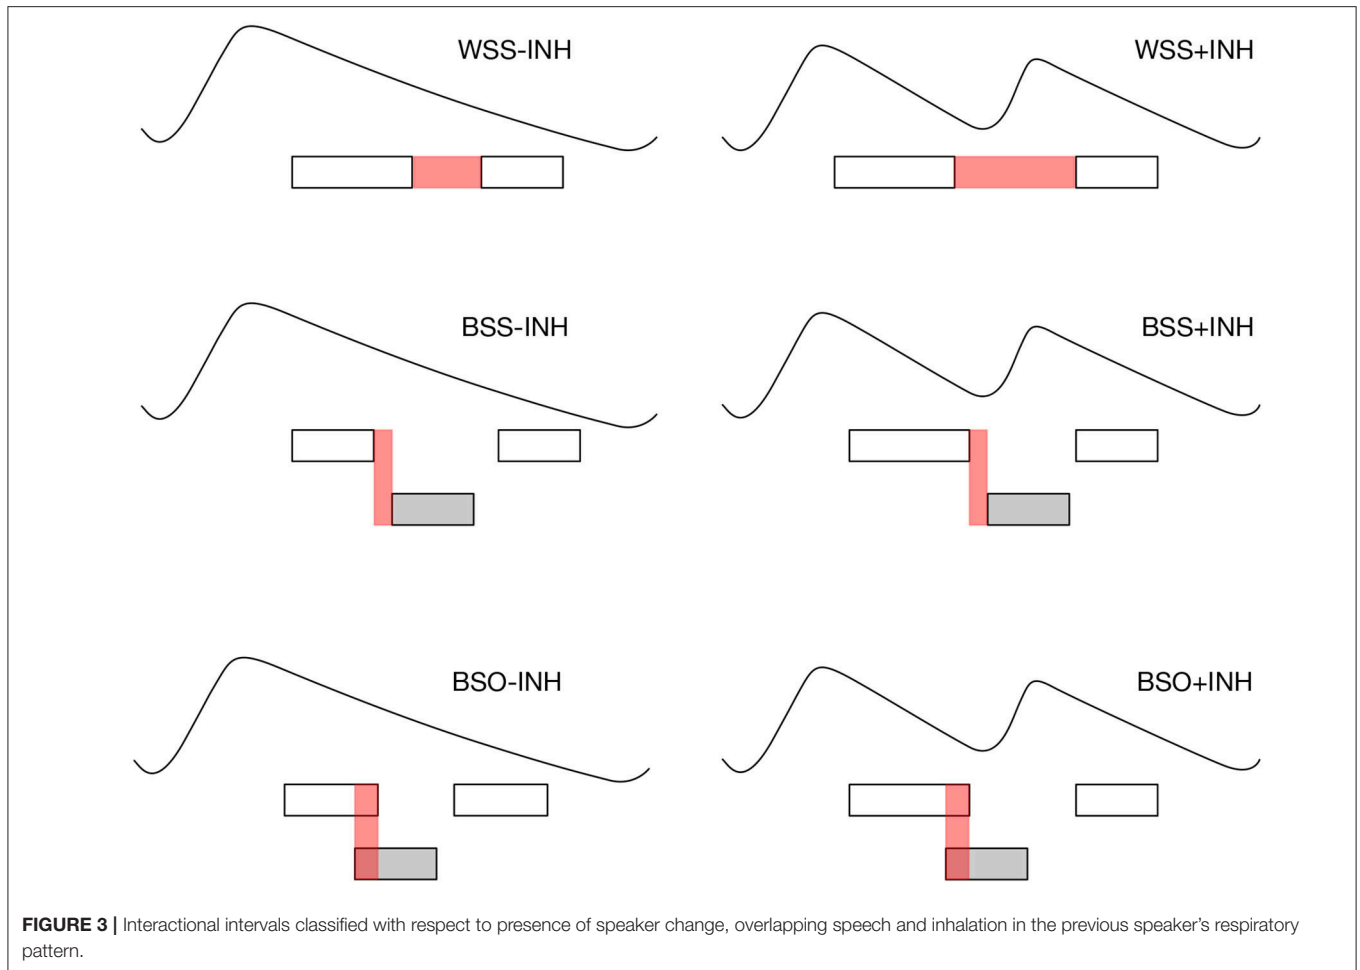 WSS-INH
WSS+INH
BSS-INH
BSS+INH
BSO-INH
BSO+INH
FIGURE 3 | Interactional intervals classified with respect to presence of speaker change, overlapping speech and inhalation in the previous speaker's respiratory
pattern.